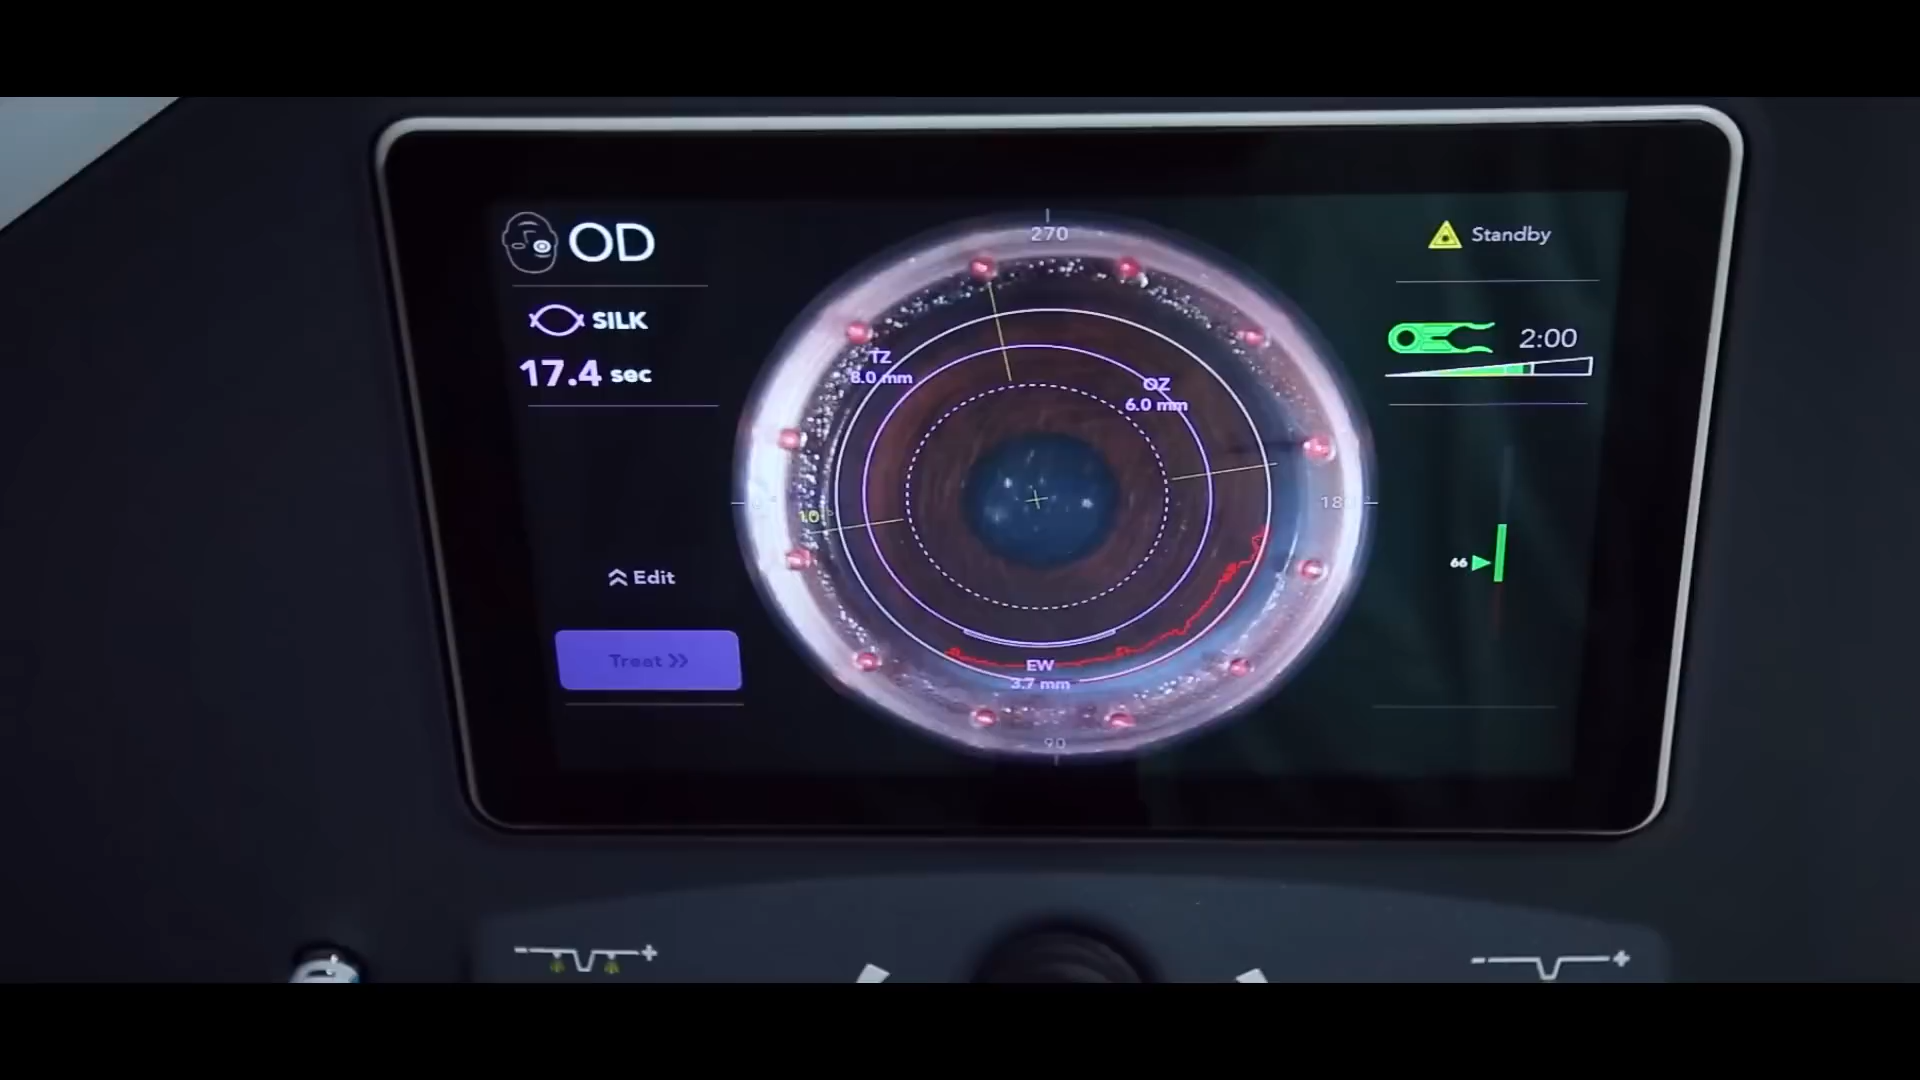 OD
SILK
17.4 sec
Edit
Treat
270
TZ
8.0 mm
OZ
6.0 mm
10°
EW
3.7 mm
90
Standby
2:00
66